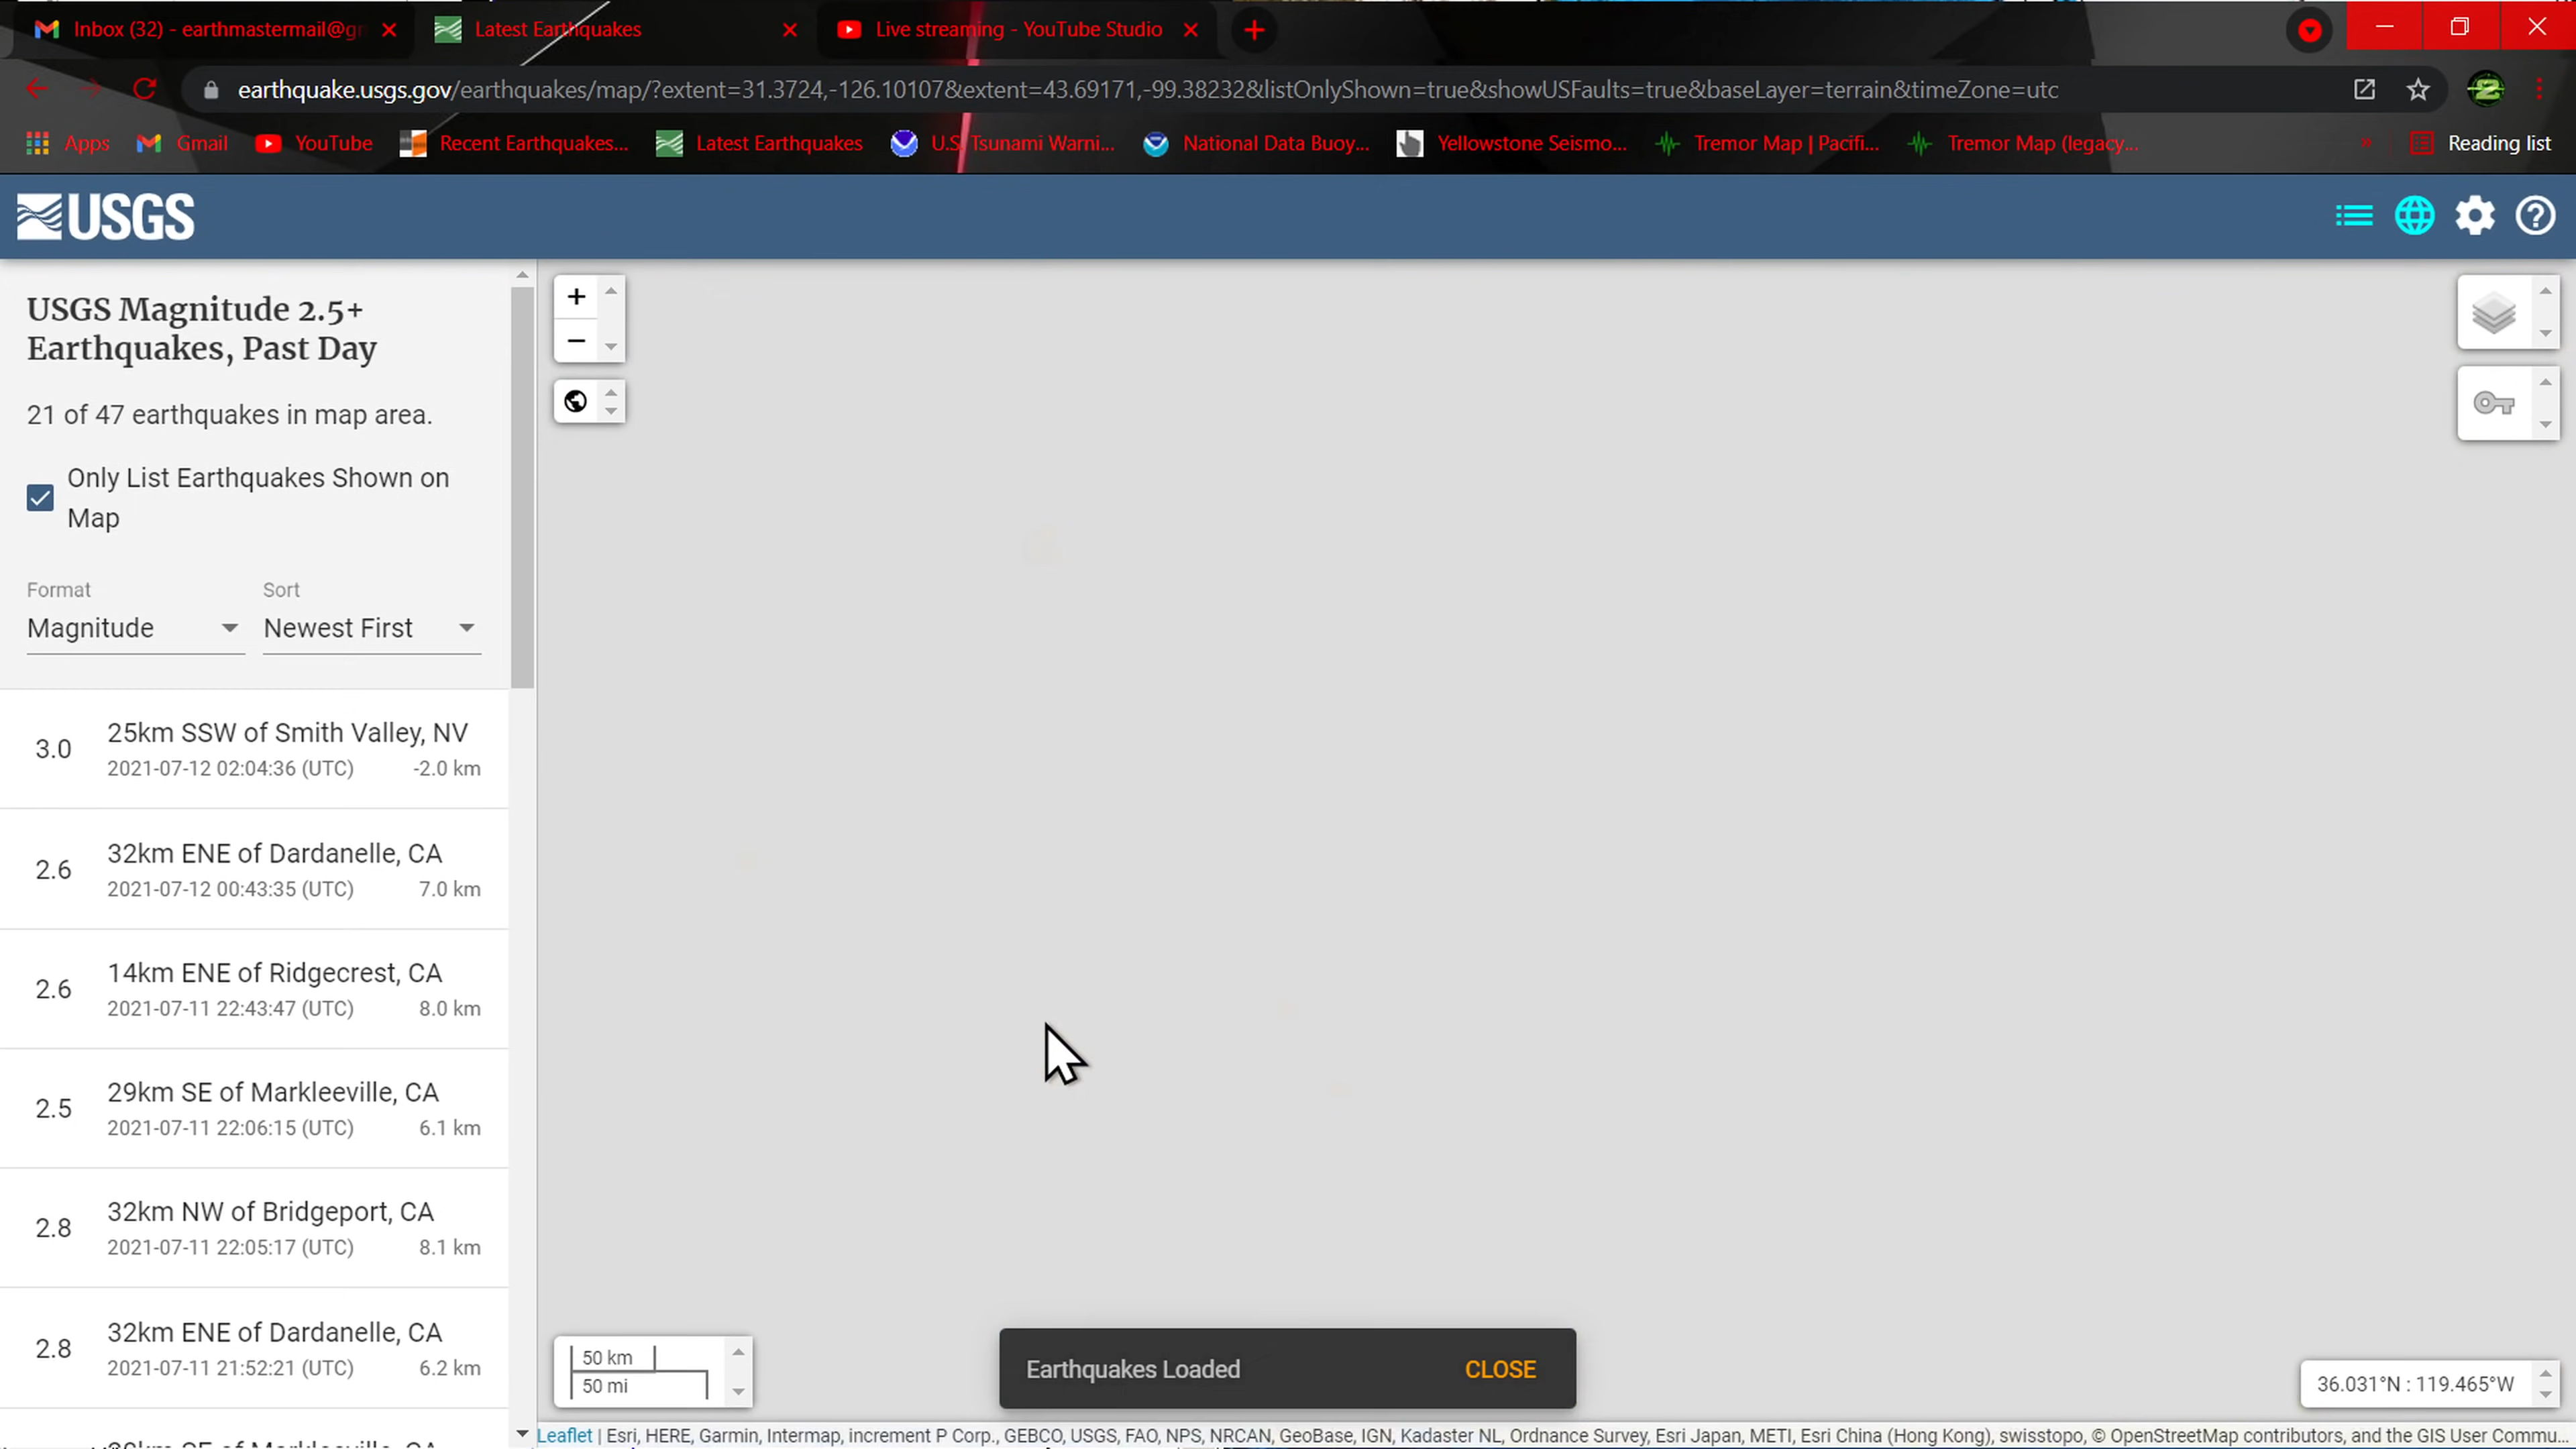 Inbox (32) - earthmastermail@gm
Latest Earthquakes
Live streaming - YouTube Studio
earthquake.usgs.gov/earthquakes/map/?extent=31.3724,-126.10107&extent=43.69171,-99.38232&listOnlyShown=true&showUSFaults=true&baseLayer=terrain&timeZone=utc
Apps
Gmail
YouTube
Recent Earthquakes...
Latest Earthquakes
U.S. Tsunami Warni...
National Data Buoy...
Yellowstone Seismo...
Tremor Map | Pacifi...
Tremor Map (legacy...
»
Reading list
USGS
USGS Magnitude 2.5+
Earthquakes, Past Day
21 of 47 earthquakes in map area.
Only List Earthquakes Shown on
Map
Format
Sort
Magnitude
Newest First
3.0
25km SSW of Smith Valley, NV
2021-07-12 02:04:36 (UTC) -2.0 km
2.6
32km ENE of Dardanelle, CA
2021-07-12 00:43:35 (UTC) 7.0 km
2.6
14km ENE of Ridgecrest, CA
2021-07-11 22:43:47 (UTC) 8.0 km
2.5
29km SE of Markleeville, CA
2021-07-11 22:06:15 (UTC) 6.1 km
2.8
32km NW of Bridgeport, CA
2021-07-11 22:05:17 (UTC) 8.1 km
2.8
32km ENE of Dardanelle, CA
2021-07-11 21:52:21 (UTC) 6.2 km
+
−
50 km
50 mi
Earthquakes Loaded
CLOSE
36.031°N : 119.465°W
Leaflet | Esri, HERE, Garmin, Intermap, increment P Corp., GEBCO, USGS, FAO, NPS, NRCAN, GeoBase, IGN, Kadaster NL, Ordnance Survey, Esri Japan, METI, Esri China (Hong Kong), swisstopo, © OpenStreetMap contributors, and the GIS User Commu...